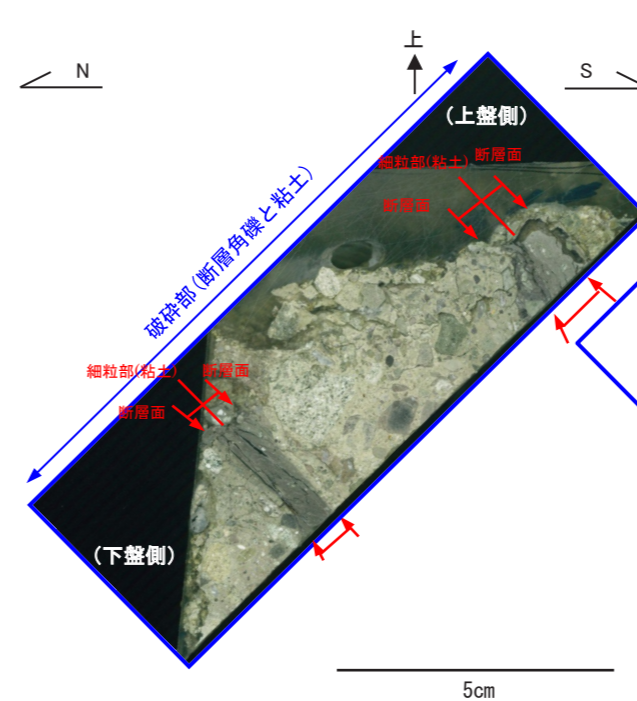 上
N
S
(上盤側)
細粒部(粘土)
断層面
断層面
破砕部(断層角礫と粘土)
細粒部(粘土)
断層面
断層面
(下盤側)
5cm